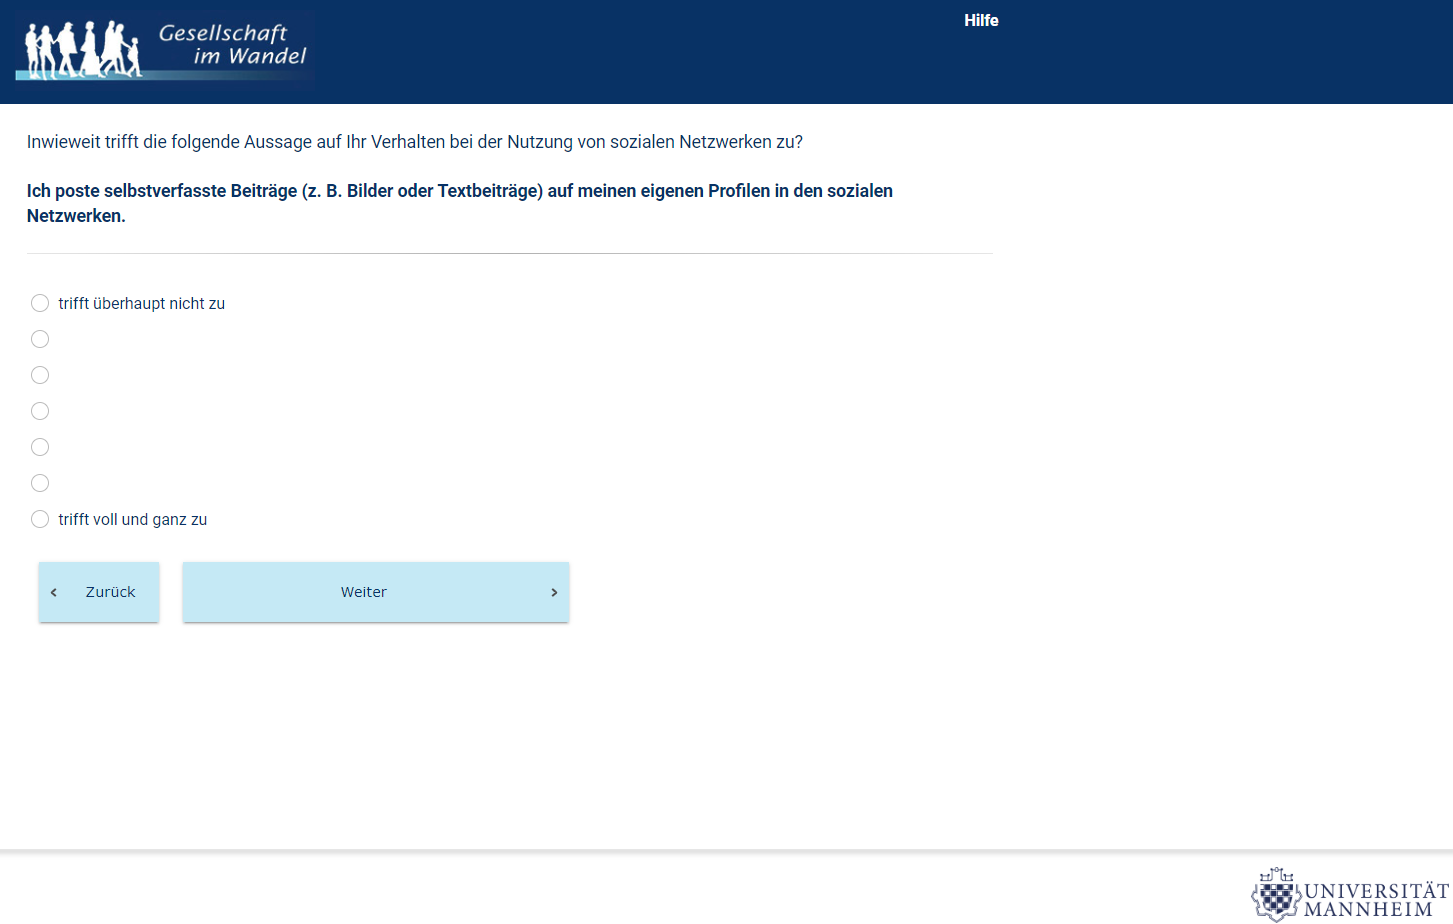 Gesellschaft
im Wandel
Hilfe
Inwieweit trifft die folgende Aussage auf Ihr Verhalten bei der Nutzung von sozialen Netzwerken zu?
Ich poste selbstverfasste Beiträge (z. B. Bilder oder Textbeiträge) auf meinen eigenen Profilen in den sozialen
Netzwerken.
trifft überhaupt nicht zu
trifft voll und ganz zu
Zurück
Weiter
UNIVERSITÄT
MANNHEIM